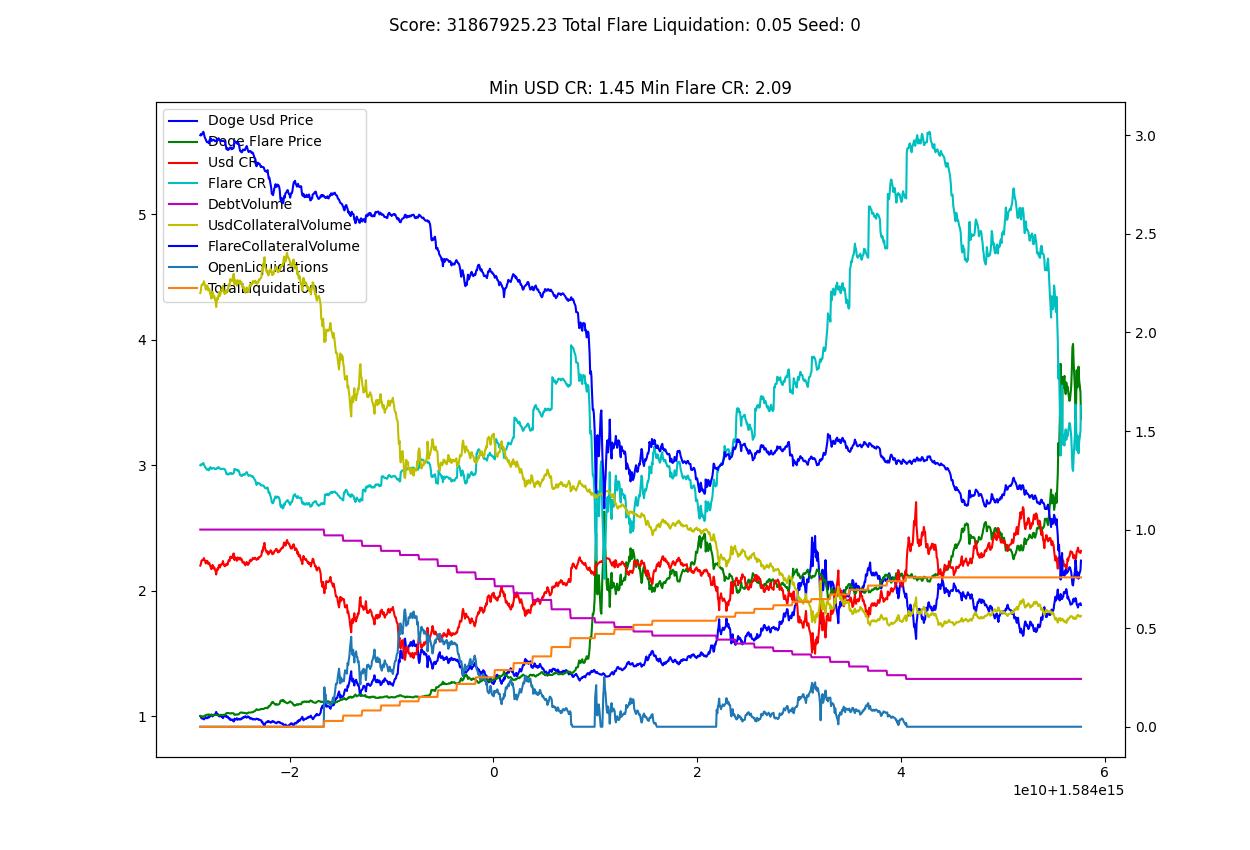 Score: 31867925.23 Total Flare Liquidation: 0.05 Seed: 0
Min USD CR: 1.45 Min Flare CR: 2.09
Doge Usd Price
Doge Flare Price
Usd CR
Flare CR
DebtVolume
UsdCollateralVolume
FlareCollateralVolume
OpenLiquidations
TotalLiquidations
5
4
3
2
1
3.0
2.5
2.0
1.5
1.0
0.5
0.0
−2
0
2
4
6
1e10+1.584e15